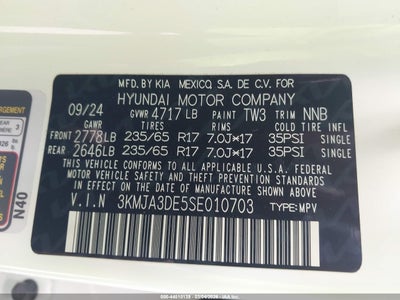 MFD. BY KIA MEXICO, S.A. DE C.V. FOR
HYUNDAI MOTOR COMPANY
09/24 GVWR 4717 LB PAINT TW3 TRIM NNB
GAWR TIRES RIMS COLD TIRE INFL.
FRONT 2778LB 235/65 R17 7.0J×17 35PSI SINGLE
REAR 2646LB 235/65 R17 7.0J×17 35PSI SINGLE
THIS VEHICLE CONFORMS TO ALL APPLICABLE FEDERAL
MOTOR VEHICLE SAFETY, BUMPER, AND THEFT PREVENTION
STANDARDS IN EFFECT ON THE DATE OF MANUFACTURE
SHOWN ABOVE.
V.I.N 3KMJA3DE5SE010703 TYPE:MPV
N40